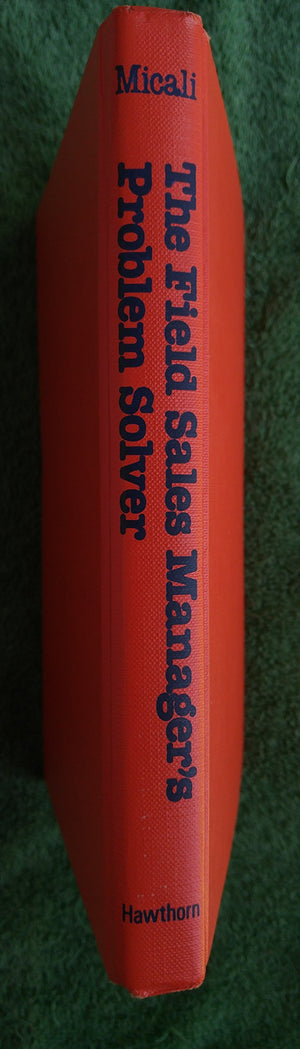 Micali
The Field Sales Manager's
Problem Solver
Hawthorn